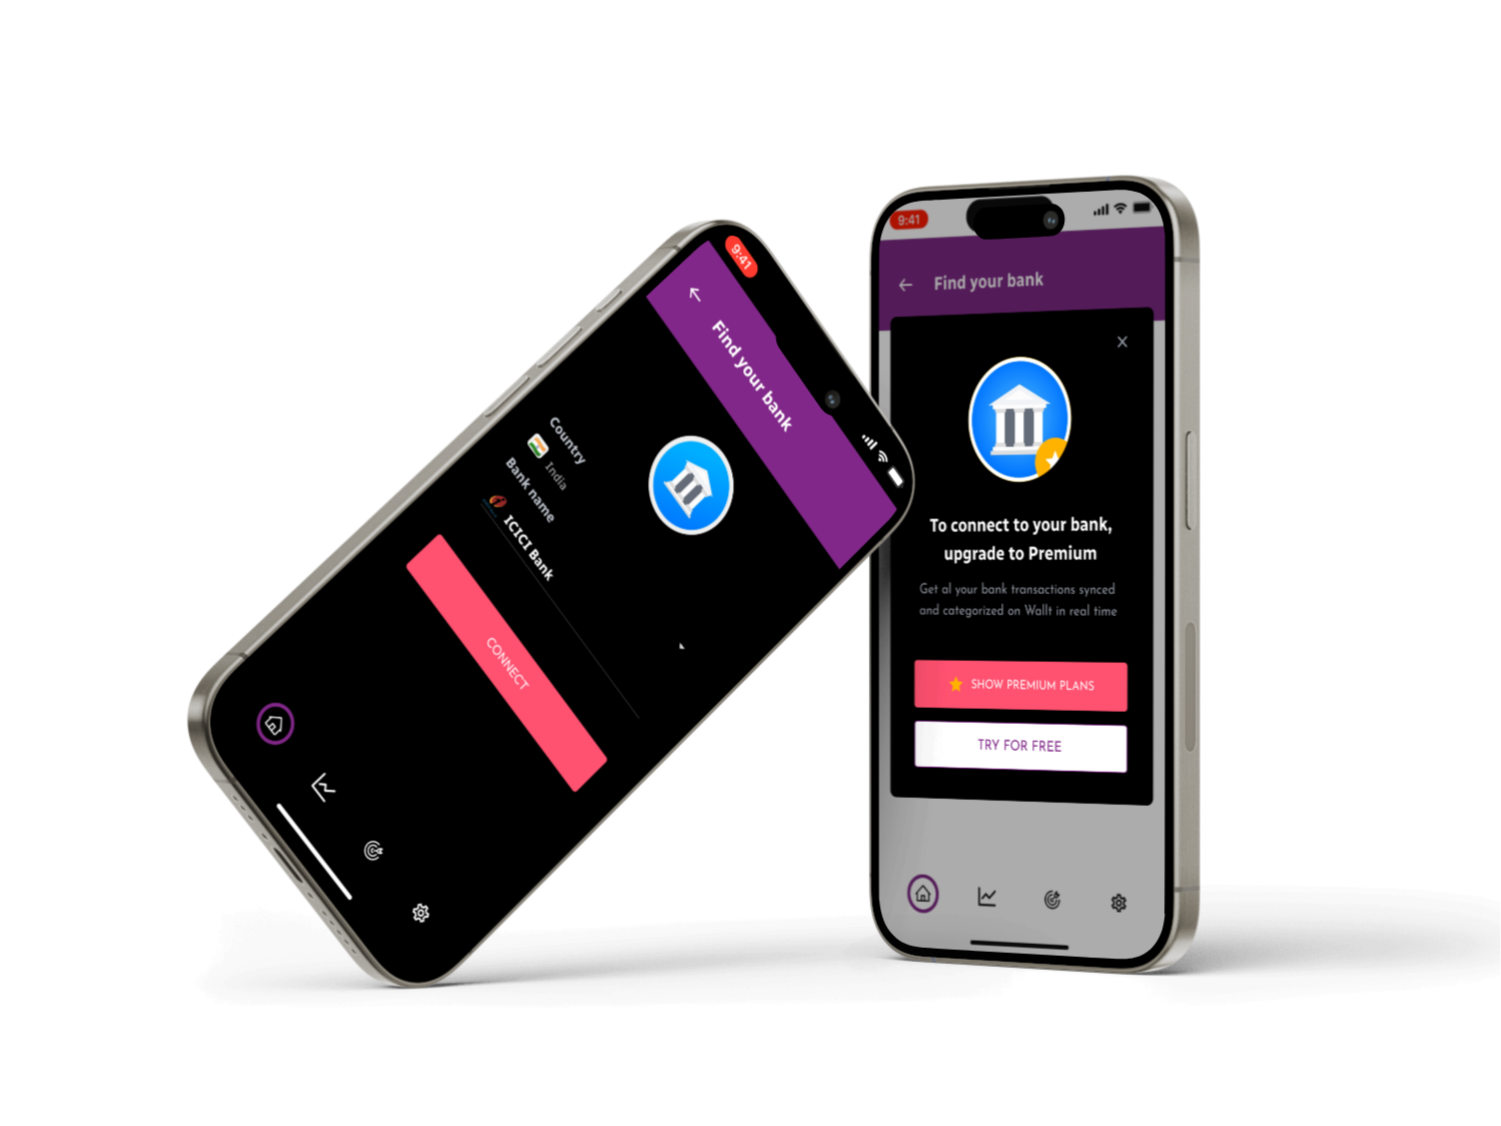 9:41
Find your bank
Country
India
Bank name
ICICI Bank
CONNECT
9:41
Find your bank
X
To connect to your bank,
upgrade to Premium
Get al your bank transactions synced
and categorized on Wallt in real time
SHOW PREMIUM PLANS
TRY FOR FREE